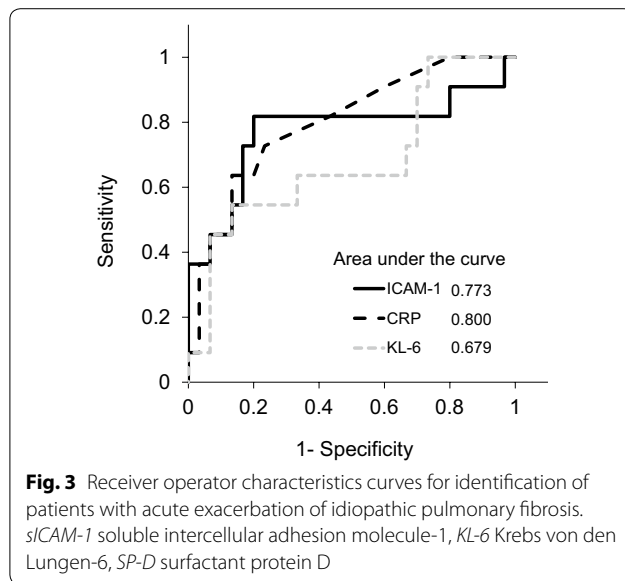 1
0.8
0.6
0.4
0.2
0
Sensitivity
Area under the curve
ICAM-1 0.773
CRP 0.800
KL-6 0.679
0 0.2 0.4 0.6 0.8 1
1- Specificity
Fig. 3 Receiver operator characteristics curves for identification of
patients with acute exacerbation of idiopathic pulmonary fibrosis.
sICAM-1 soluble intercellular adhesion molecule-1, KL-6 Krebs von den
Lungen-6, SP-D surfactant protein D